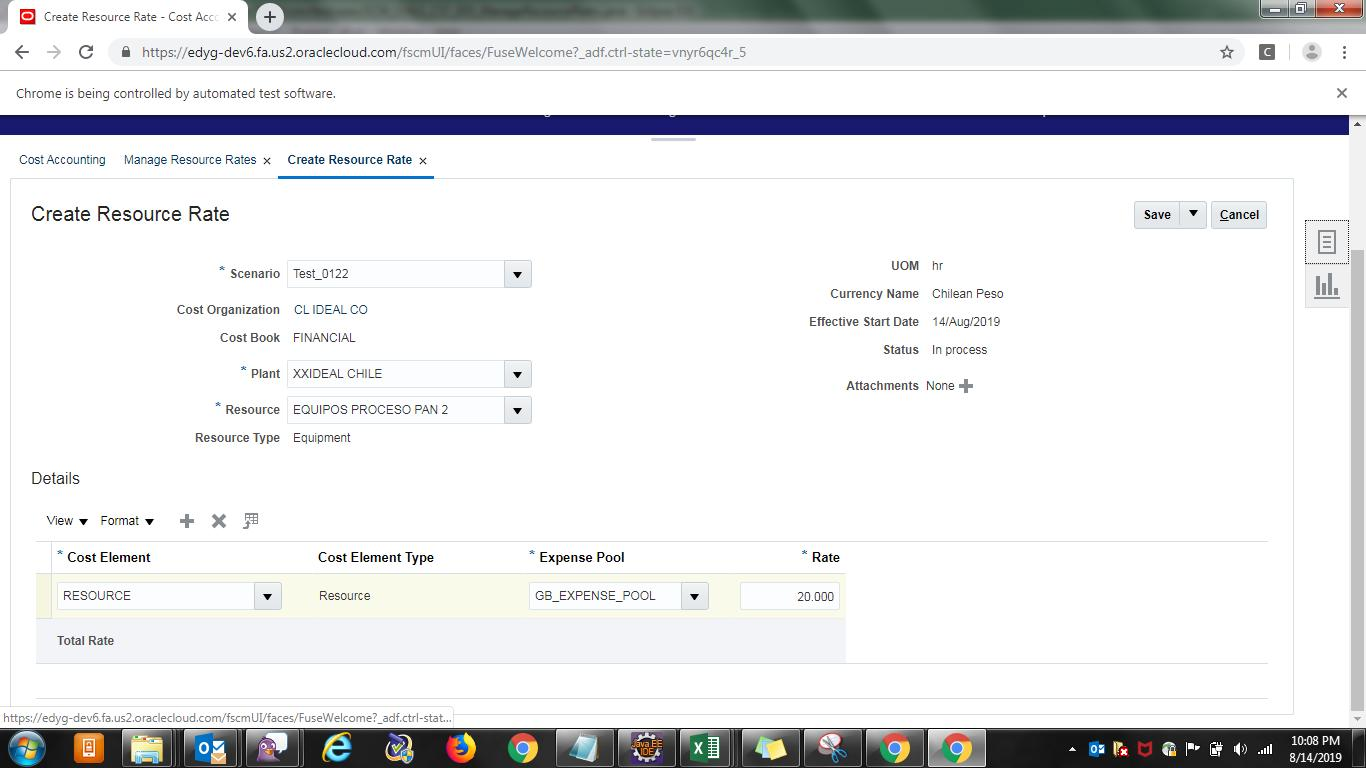 Create Resource Rate - Cost Acc
https://edyg-dev6.fa.us2.oraclecloud.com/fscmUI/faces/FuseWelcome?_adf.ctrl-state=vnyr6qc4r_5
C
Chrome is being controlled by automated test software.
Cost Accounting Manage Resource Rates Create Resource Rate
Create Resource Rate Save Cancel
* Scenario Test_0122 UOM hr
Cost Organization CL IDEAL CO Currency Name Chilean Peso
Cost Book FINANCIAL Effective Start Date 14/Aug/2019
Status In process
* Plant XXIDEAL CHILE Attachments None
* Resource EQUIPOS PROCESO PAN 2
Resource Type Equipment
Details
View Format
* Cost Element Cost Element Type * Expense Pool * Rate
RESOURCE Resource GB_EXPENSE_POOL 20.000
Total Rate
https://edyg-dev6.fa.us2.oraclecloud.com/fscmUI/faces/FuseWelcome?_adf.ctrl-stat...
Java EE
IDE
10:08 PM
8/14/2019